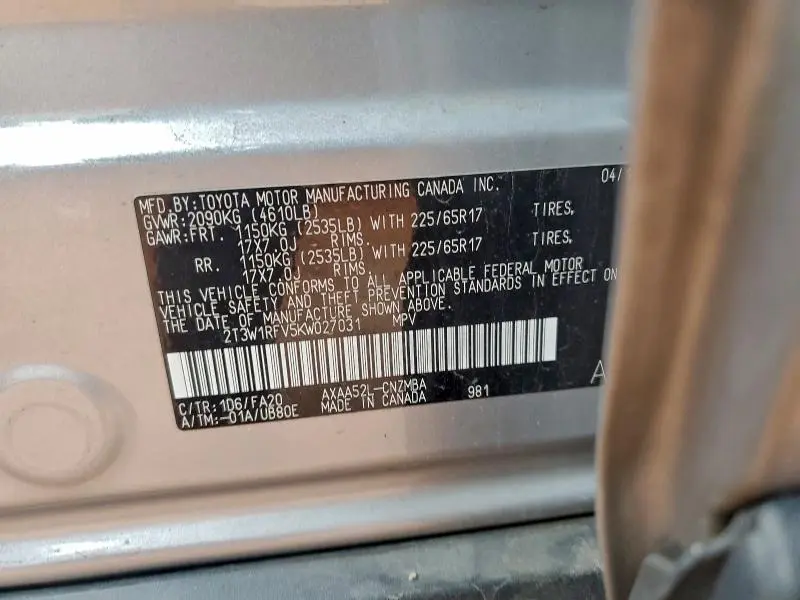 MFD.BY:TOYOTA MOTOR MANUFACTURING CANADA INC. 04/
GVWR:2090KG (4610LB)
GAWR:FRT. 1150KG (2535LB) WITH 225/65R17 TIRES,
17X7.0J RIMS.
RR. 1150KG (2535LB) WITH 225/65R17 TIRES,
17X7.0J RIMS.
THIS VEHICLE CONFORMS TO ALL APPLICABLE FEDERAL MOTOR
VEHICLE SAFETY AND THEFT PREVENTION STANDARDS IN EFFECT ON
THE DATE OF MANUFACTURE SHOWN ABOVE.
2T3W1RFV5KW027031 MPV
C/TR:1D6/FA20 AXAA52L-CNZMBA 981 A
A/TM:-01A/UB80E MADE IN CANADA